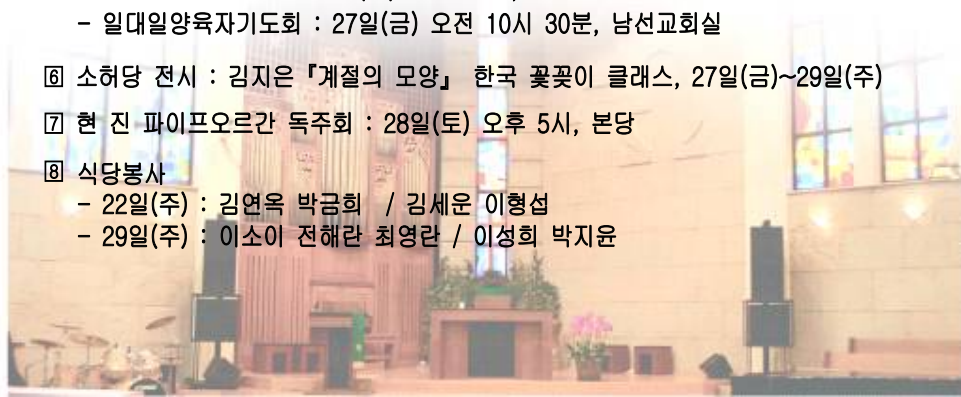 - 일대일양육자기도회 : 27일(금) 오전 10시 30분, 남선교회실
⑥ 소허당 전시 : 김지은『계절의 모양』 한국 꽃꽂이 클래스, 27일(금)~29일(주)
⑦ 현 진 파이프오르간 독주회 : 28일(토) 오후 5시, 본당
⑧ 식당봉사
- 22일(주) : 김연옥 박금희 / 김세운 이형섭
- 29일(주) : 이소이 전해란 최영란 / 이성희 박지윤